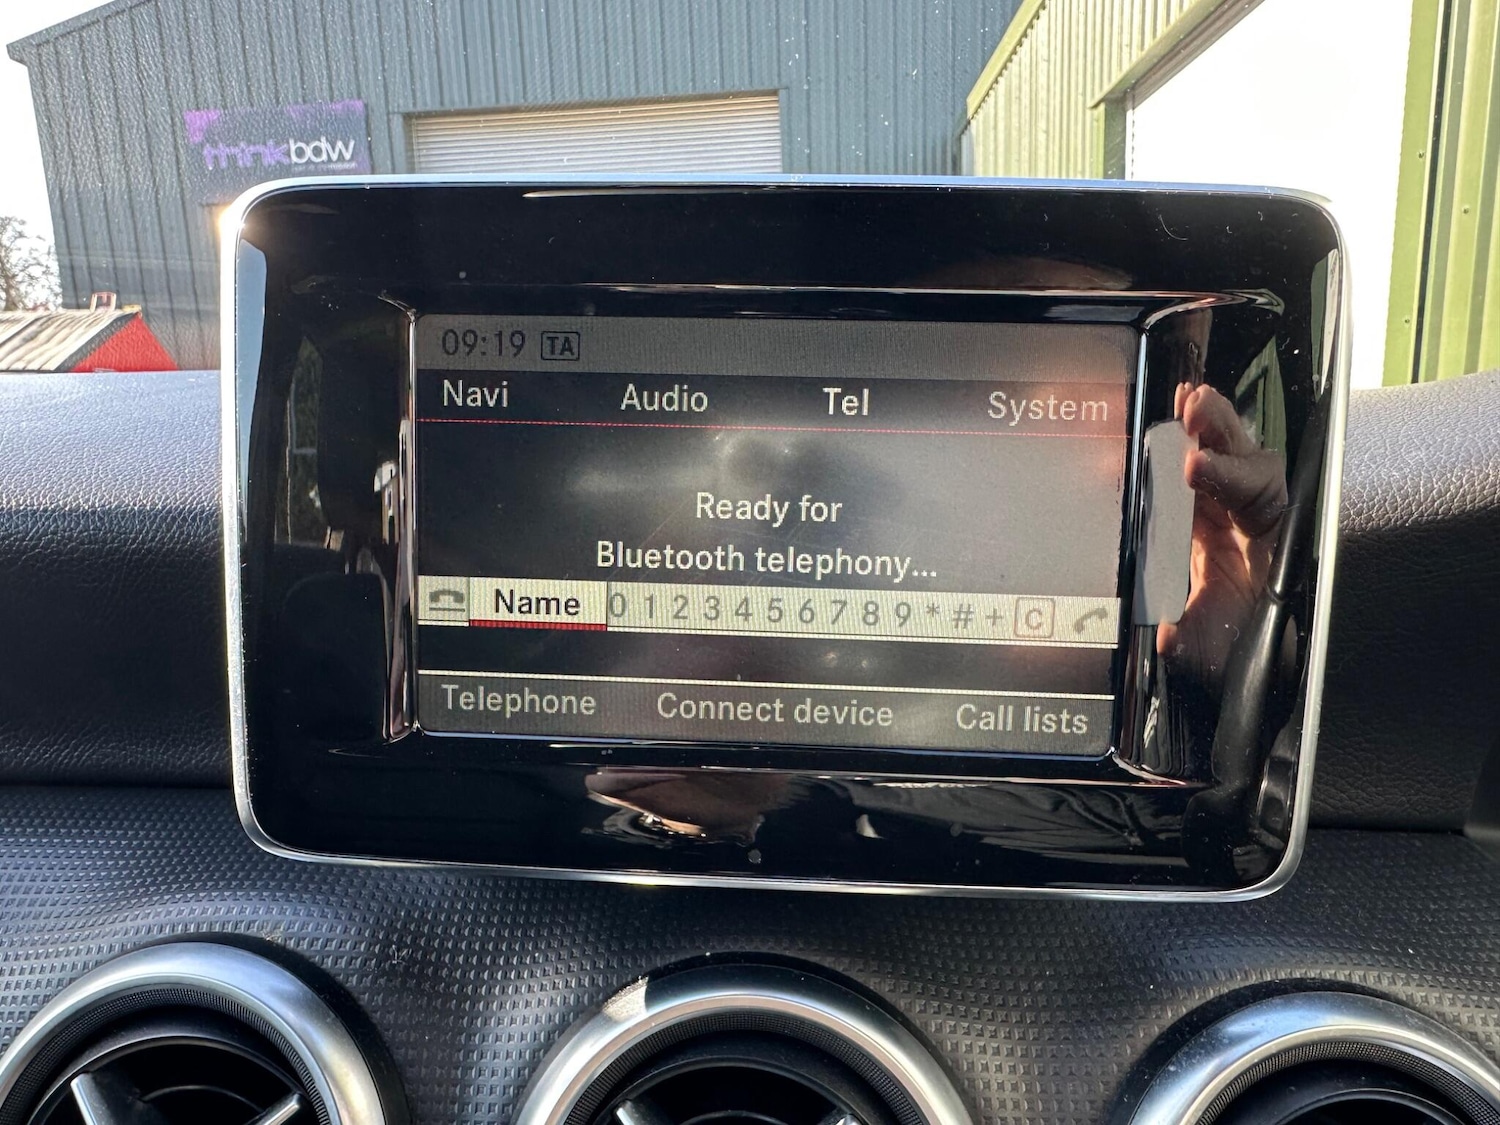 thinkbdw
09:19 TA
Navi Audio Tel System
Ready for
Bluetooth telephony...
Name 0 1 2 3 4 5 6 7 8 9 * # + C
Telephone Connect device Call lists